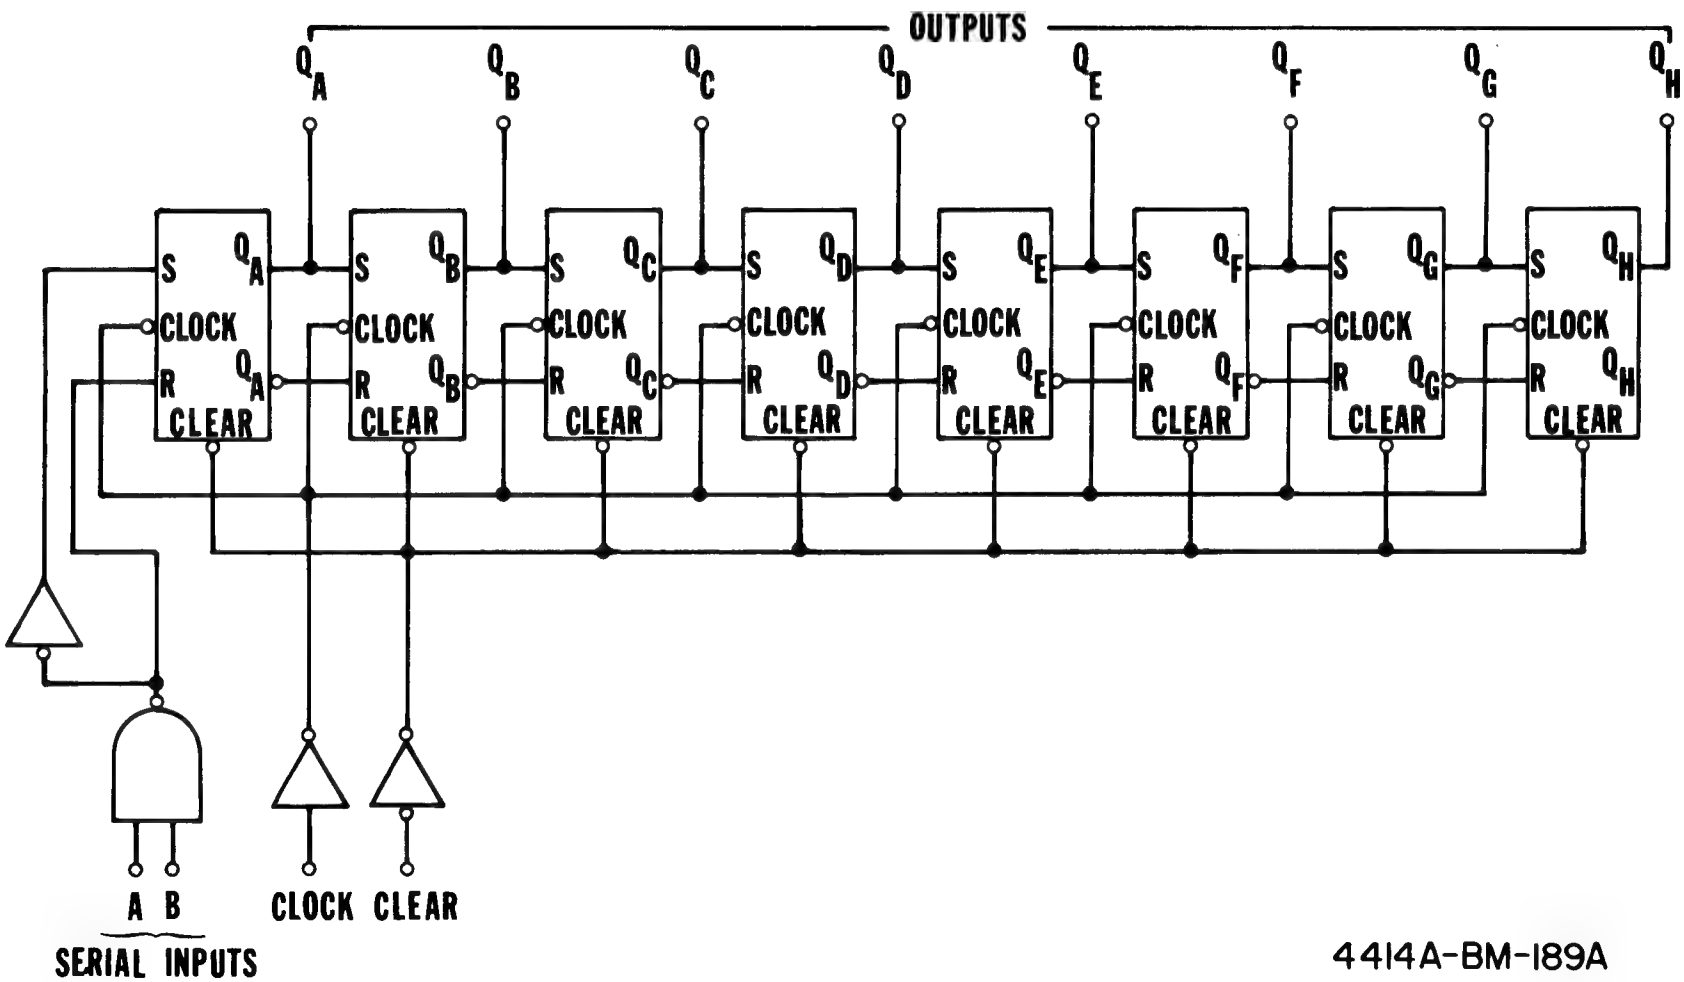 OUTPUTS
QA QB QC QD QE QF QG QH
S QA S QB S QC S QD S QE S QF S QG S QH
CLOCK CLOCK CLOCK CLOCK CLOCK CLOCK CLOCK CLOCK
R QA R QB R QC R QD R QE R QF R QG R QH
CLEAR CLEAR CLEAR CLEAR CLEAR CLEAR CLEAR CLEAR
A B CLOCK CLEAR
SERIAL INPUTS
4414A-BM-189A